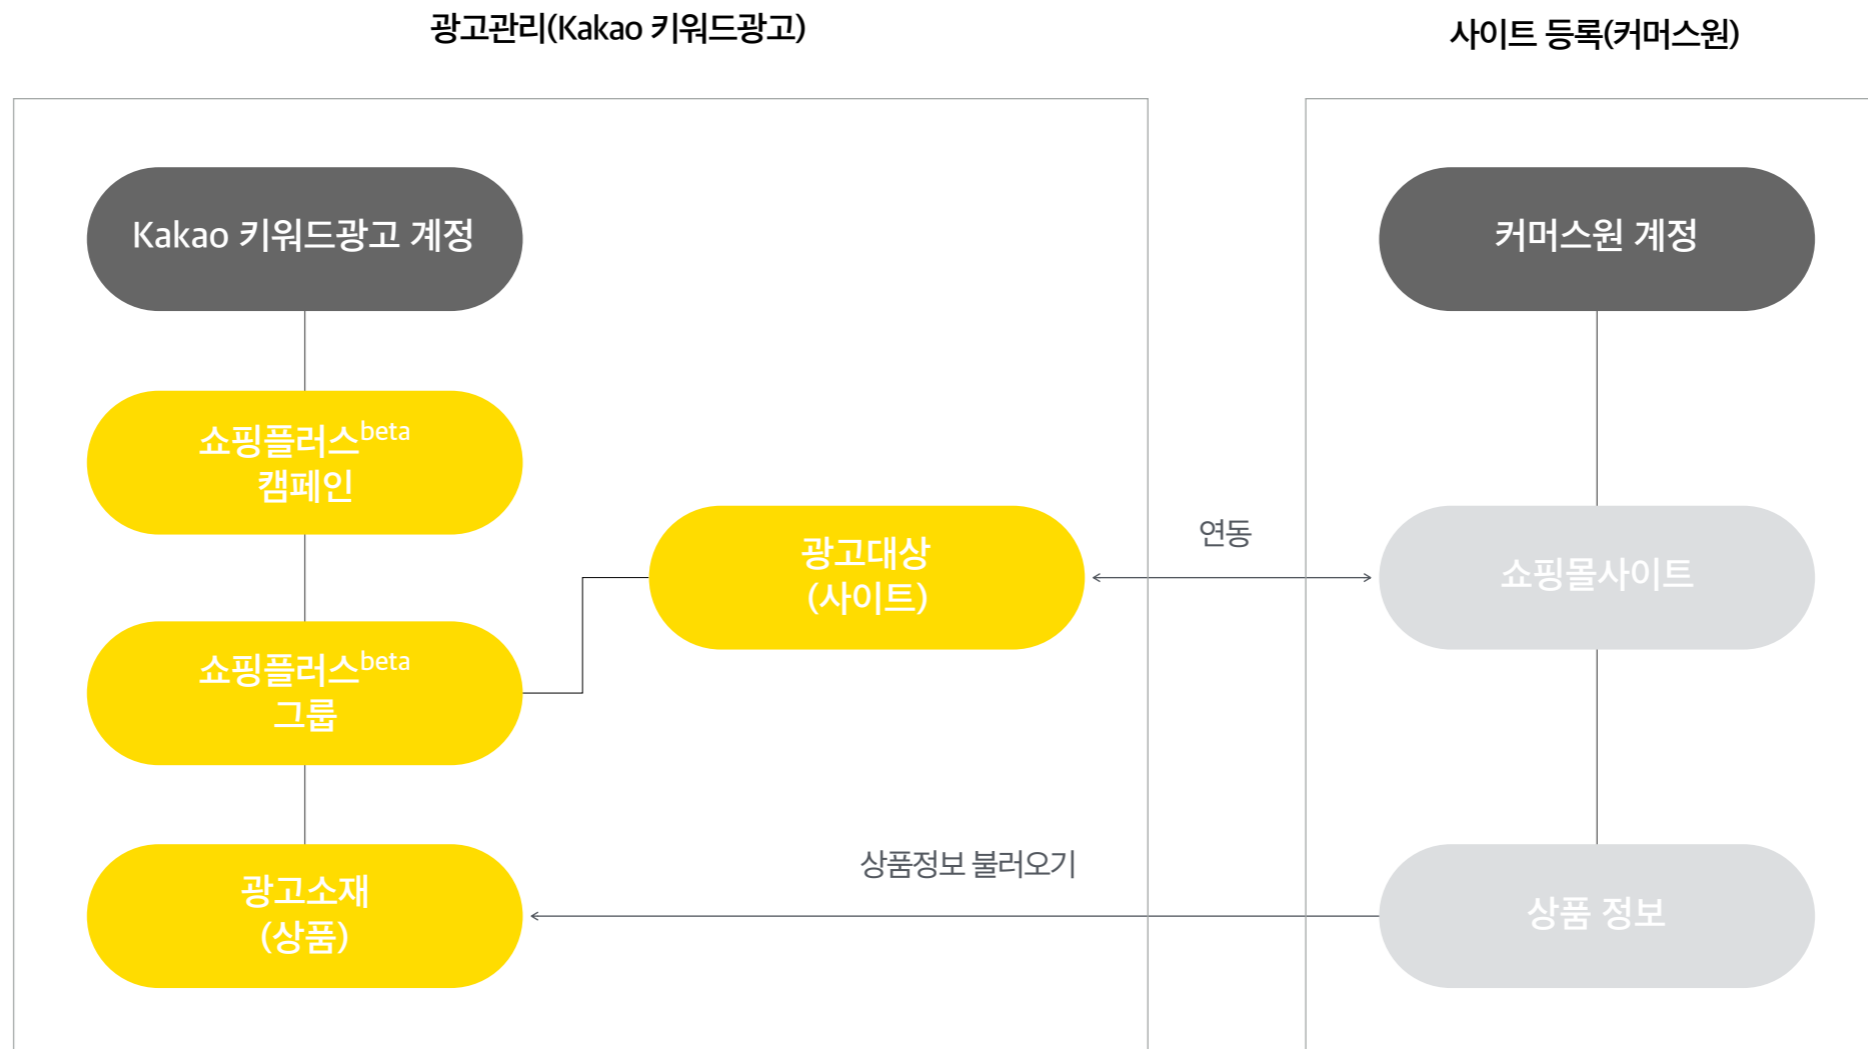 광고관리(Kakao 키워드광고)
사이트 등록(커머스원)
Kakao 키워드광고 계정
커머스원 계정
쇼핑플러스beta
캠페인
광고대상
(사이트)
연동
쇼핑몰사이트
쇼핑플러스beta
그룹
상품정보 불러오기
광고소재
(상품)
상품 정보